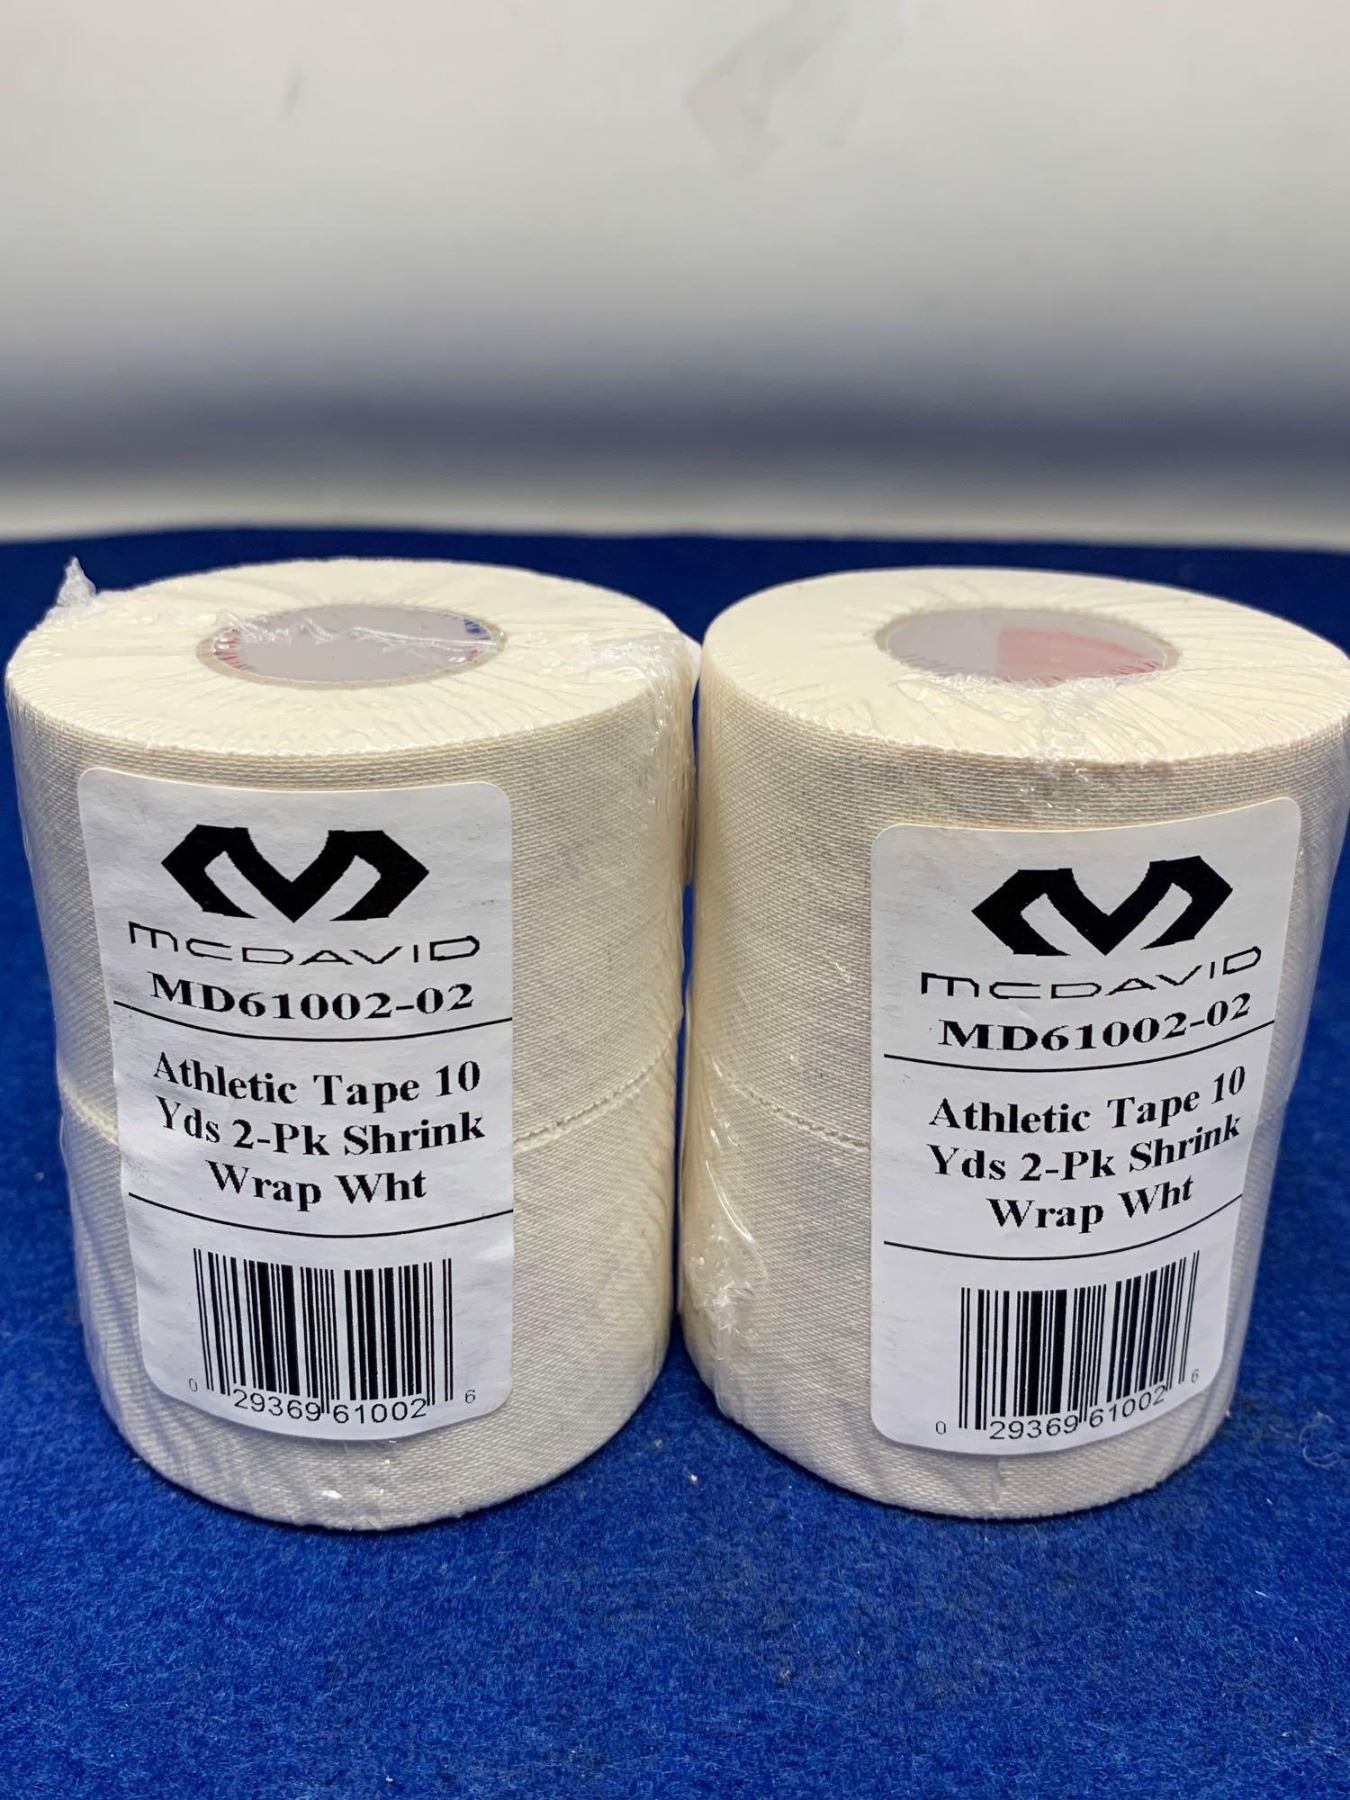 MCDAVID
MD61002-02
Athletic Tape 10
Yds 2-Pk Shrink
Wrap Wht
0 29369 61002 6
MCDAVID
MD61002-02
Athletic Tape 10
Yds 2-Pk Shrink
Wrap Wht
0 29369 61002 6